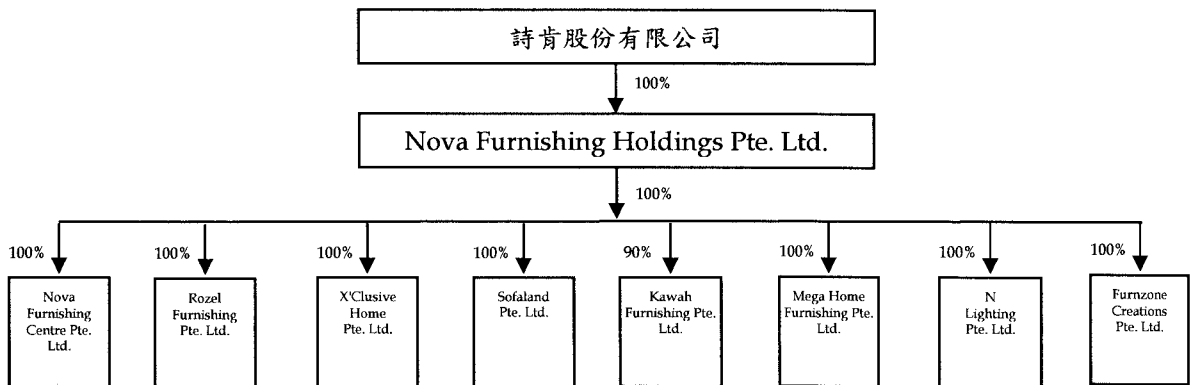 詩肯股份有限公司
100%
Nova Furnishing Holdings Pte. Ltd.
100%
100%
Nova
Furnishing
Centre Pte.
Ltd.
100%
Rozel
Furnishing
Pte. Ltd.
100%
X'Clusive
Home
Pte. Ltd.
100%
Sofaland
Pte. Ltd.
90%
Kawah
Furnishing Pte.
Ltd.
100%
Mega Home
Furnishing Pte.
Ltd.
100%
N
Lighting
Pte. Ltd.
100%
Furnzone
Creations
Pte. Ltd.